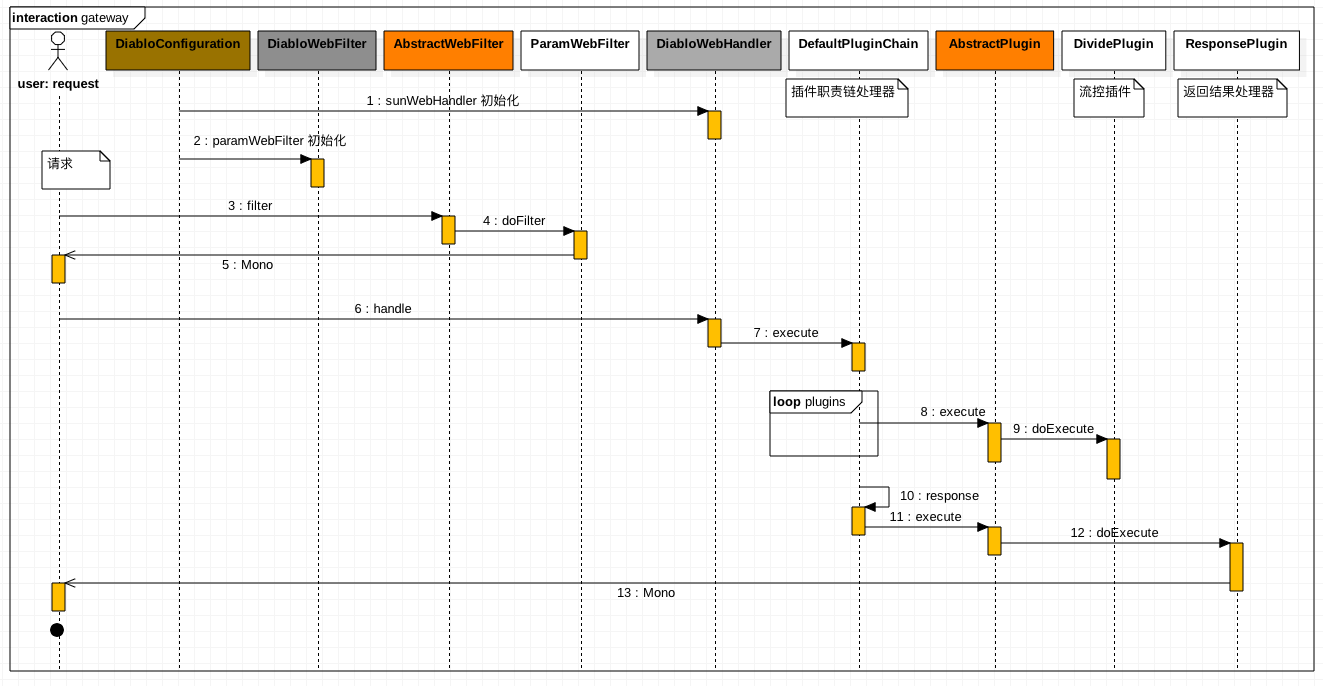 interaction gateway
DiabloConfiguration
DiabloWebFilter
AbstractWebFilter
ParamWebFilter
DiabloWebHandler
DefaultPluginChain
AbstractPlugin
DividePlugin
ResponsePlugin
user: request
插件职责链处理器
流控插件
返回结果处理器
1 : sunWebHandler 初始化
2 : paramWebFilter 初始化
请求
3 : filter
4 : doFilter
5 : Mono
6 : handle
7 : execute
loop plugins
8 : execute
9 : doExecute
10 : response
11 : execute
12 : doExecute
13 : Mono